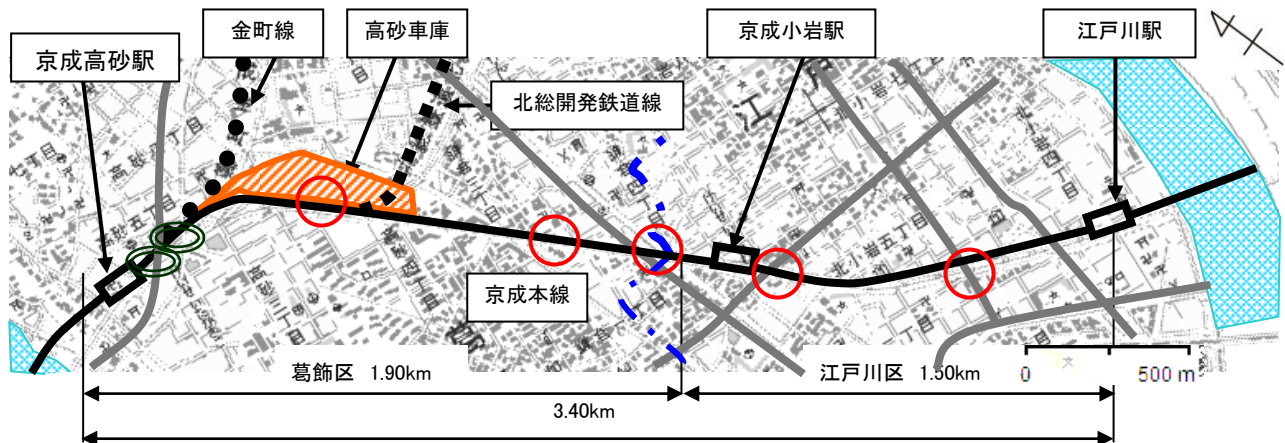 京成高砂駅
金町線
高砂車庫
京成小岩駅
江戸川駅
北総開発鉄道線
京成本線
葛飾区 1.90km
江戸川区 1.50km
0 500 m
3.40km